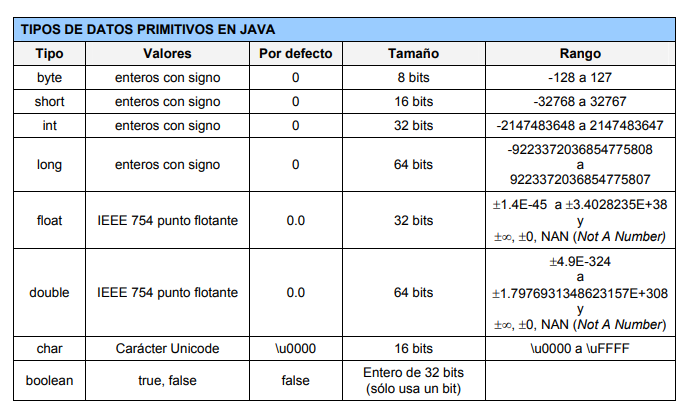 TIPOS DE DATOS PRIMITIVOS EN JAVA
Tipo Valores Por defecto Tamaño Rango
byte enteros con signo 0 8 bits -128 a 127
short enteros con signo 0 16 bits -32768 a 32767
int enteros con signo 0 32 bits -2147483648 a 2147483647
long enteros con signo 0 64 bits -9223372036854775808
a
9223372036854775807
float IEEE 754 punto flotante 0.0 32 bits ±1.4E-45 a ±3.4028235E+38
y
±∞, ±0, NAN (Not A Number)
double IEEE 754 punto flotante 0.0 64 bits ±4.9E-324
a
±1.7976931348623157E+308
y
±∞, ±0, NAN (Not A Number)
char Carácter Unicode \u0000 16 bits \u0000 a \uFFFF
boolean true, false false Entero de 32 bits
(sólo usa un bit)